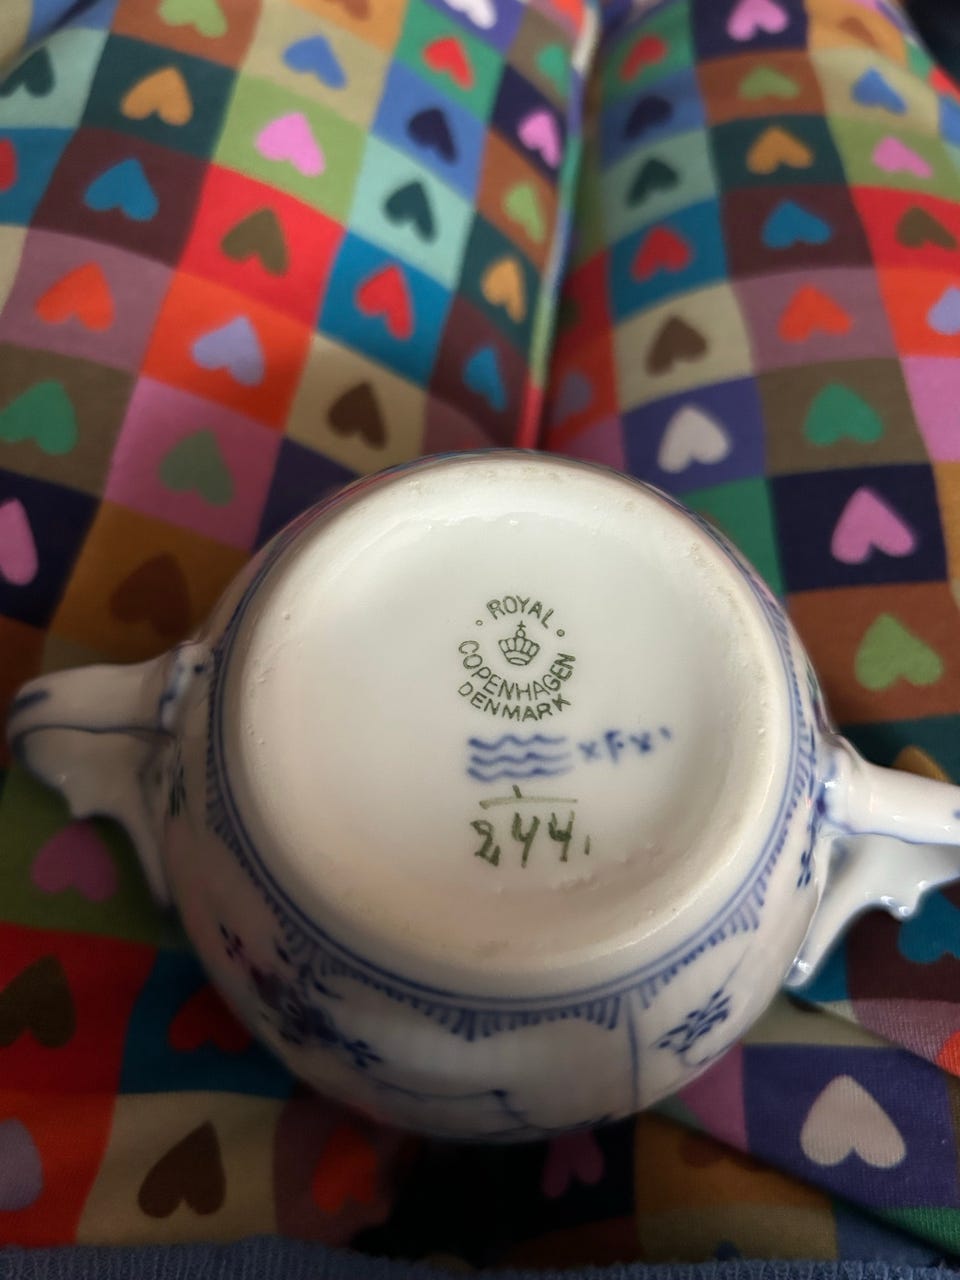 ROYAL
COPENHAGEN
DENMARK
×F×
1
244.